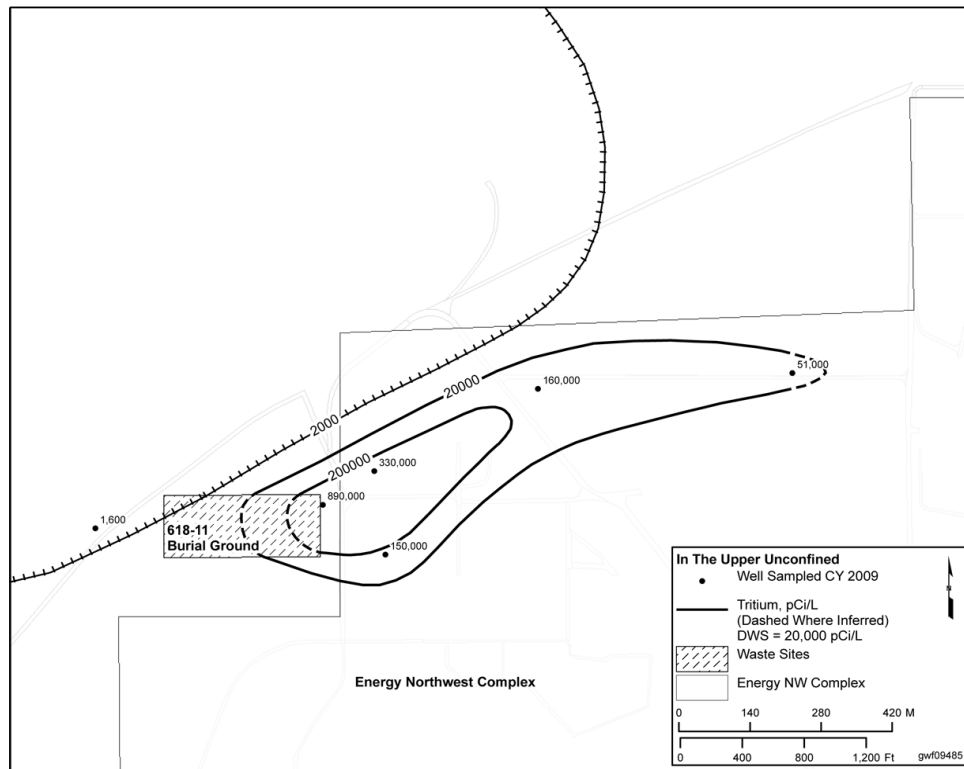 51,000
160,000
20000
2000
200000
330,000
890,000
1,600
618-11
Burial Ground
150,000
Energy Northwest Complex
In The Upper Unconfined
Well Sampled CY 2009
Tritium, pCi/L
(Dashed Where Inferred)
DWS = 20,000 pCi/L
Waste Sites
Energy NW Complex
N
0 140 280 420 M
0 400 800 1,200 Ft
gwf09485